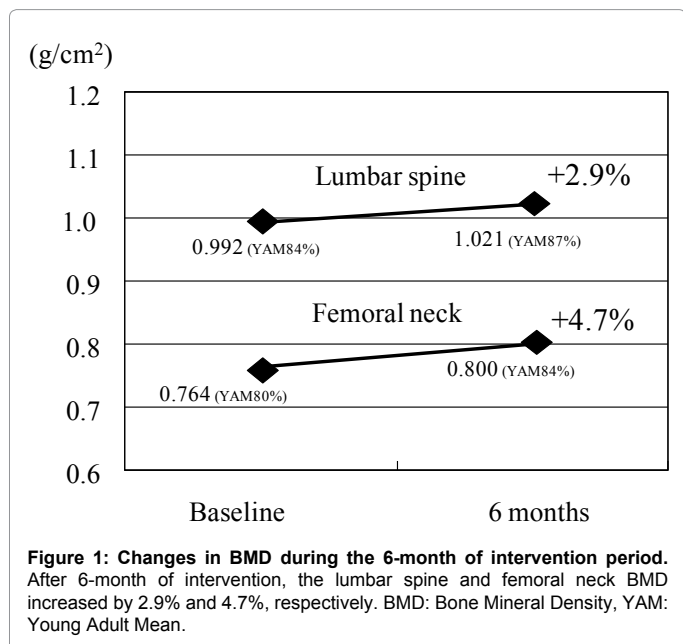 (g/cm²)
1.2
1.1
Lumbar spine
+2.9%
1.0
0.992 (YAM84%)
1.021 (YAM87%)
0.9
Femoral neck
+4.7%
0.8
0.764 (YAM80%)
0.800 (YAM84%)
0.7
0.6
Baseline
6 months
Figure 1: Changes in BMD during the 6-month of intervention period.
After 6-month of intervention, the lumbar spine and femoral neck BMD
increased by 2.9% and 4.7%, respectively. BMD: Bone Mineral Density, YAM:
Young Adult Mean.